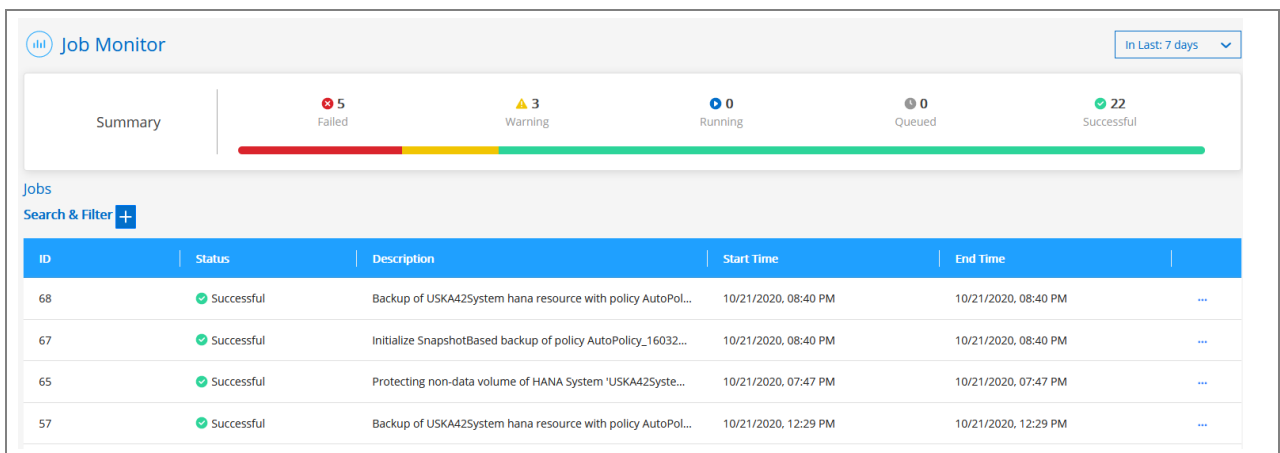 Job Monitor
In Last: 7 days
Summary
5
Failed
3
Warning
0
Running
0
Queued
22
Successful
Jobs
Search & Filter +
ID Status Description Start Time End Time
68 Successful Backup of USKA42System hana resource with policy AutoPol... 10/21/2020, 08:40 PM 10/21/2020, 08:40 PM ...
67 Successful Initialize SnapshotBased backup of policy AutoPolicy_16032... 10/21/2020, 08:40 PM 10/21/2020, 08:40 PM ...
65 Successful Protecting non-data volume of HANA System 'USKA42Syste... 10/21/2020, 07:47 PM 10/21/2020, 07:47 PM ...
57 Successful Backup of USKA42System hana resource with policy AutoPol... 10/21/2020, 12:29 PM 10/21/2020, 12:29 PM ...